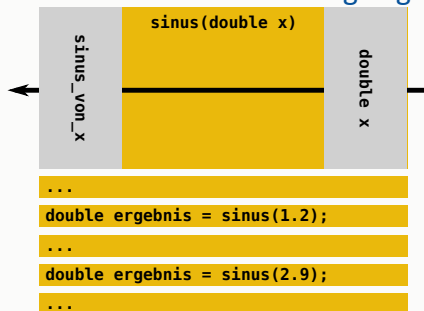 sinus(double x)
sinus_von_x
double x
...
double ergebnis = sinus(1.2);
...
double ergebnis = sinus(2.9);
...